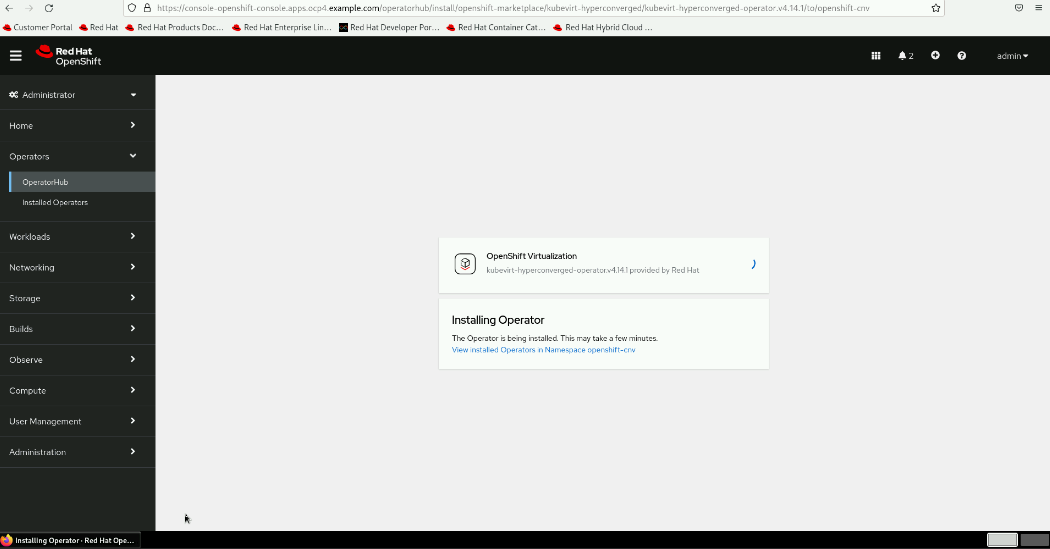 https://console-openshift-console.apps.ocp4.example.com/operatorhub/install/openshift-marketplace/kubevirt-hyperconverged/kubevirt-hyperconverged-operator.v4.14.1/to/openshift-cnv
Customer Portal Red Hat Red Hat Products Doc... Red Hat Enterprise Lin... Red Hat Developer Por... Red Hat Container Cat... Red Hat Hybrid Cloud ...
Red Hat
OpenShift
2
admin
Administrator
Home
Operators
OperatorHub
Installed Operators
Workloads
Networking
Storage
Builds
Observe
Compute
User Management
Administration
OpenShift Virtualization
kubevirt-hyperconverged-operator.v4.14.1 provided by Red Hat
Installing Operator
The Operator is being installed. This may take a few minutes.
View installed Operators in Namespace openshift-cnv
Installing Operator · Red Hat Ope...